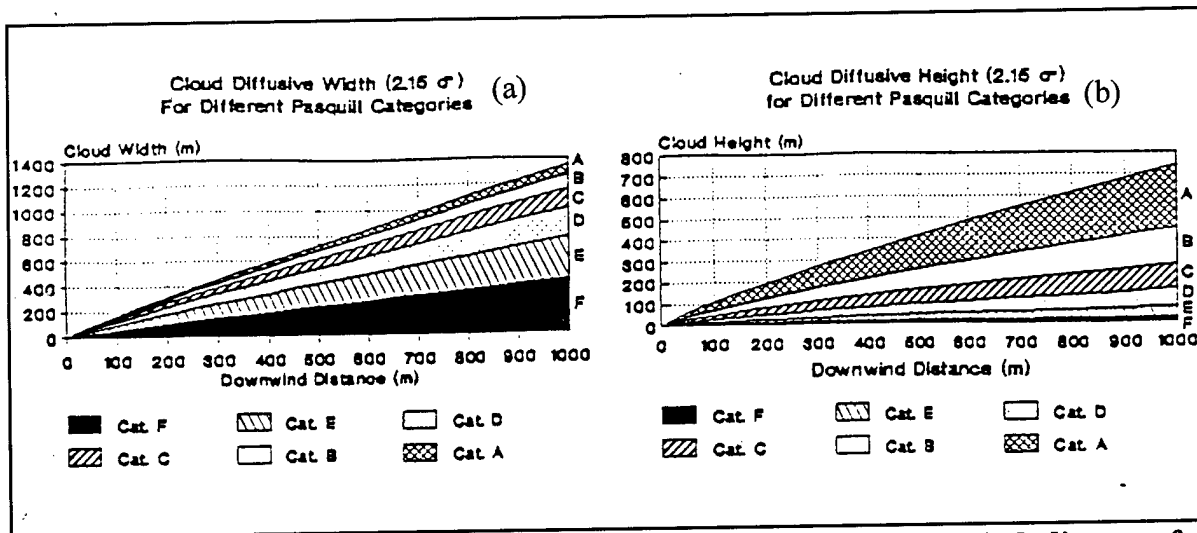 Cloud Diffusive Width (2.15 σ) (a)
For Different Pasquill Categories
Cloud Width (m)
1400
1200
1000
800
600
400
200
0
A
B
C
D
E
F
0 100 200 300 400 500 600 700 800 900 1000
Downwind Distance (m)
Cat. F Cat. E Cat. D
Cat. C Cat. B Cat. A
Cloud Diffusive Height (2.15 σ)
for Different Pasquill Categories (b)
Cloud Height (m)
800
700
600
500
400
300
200
100
0
A
B
C
D
E
F
0 100 200 300 400 500 600 700 800 900 1000
Downwind Distance (m)
Cat. F Cat. E Cat. D
Cat. C Cat. B Cat. A